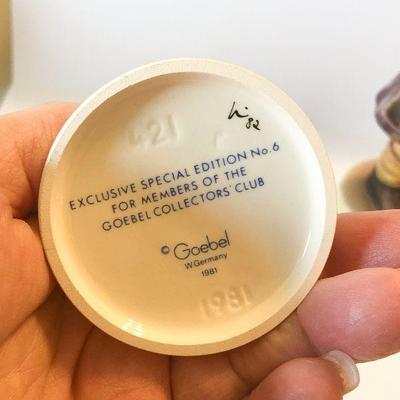 421
EXCLUSIVE SPECIAL EDITION No. 6
FOR MEMBERS OF THE
GOEBEL COLLECTORS' CLUB
© Goebel
W.Germany
1981
1981